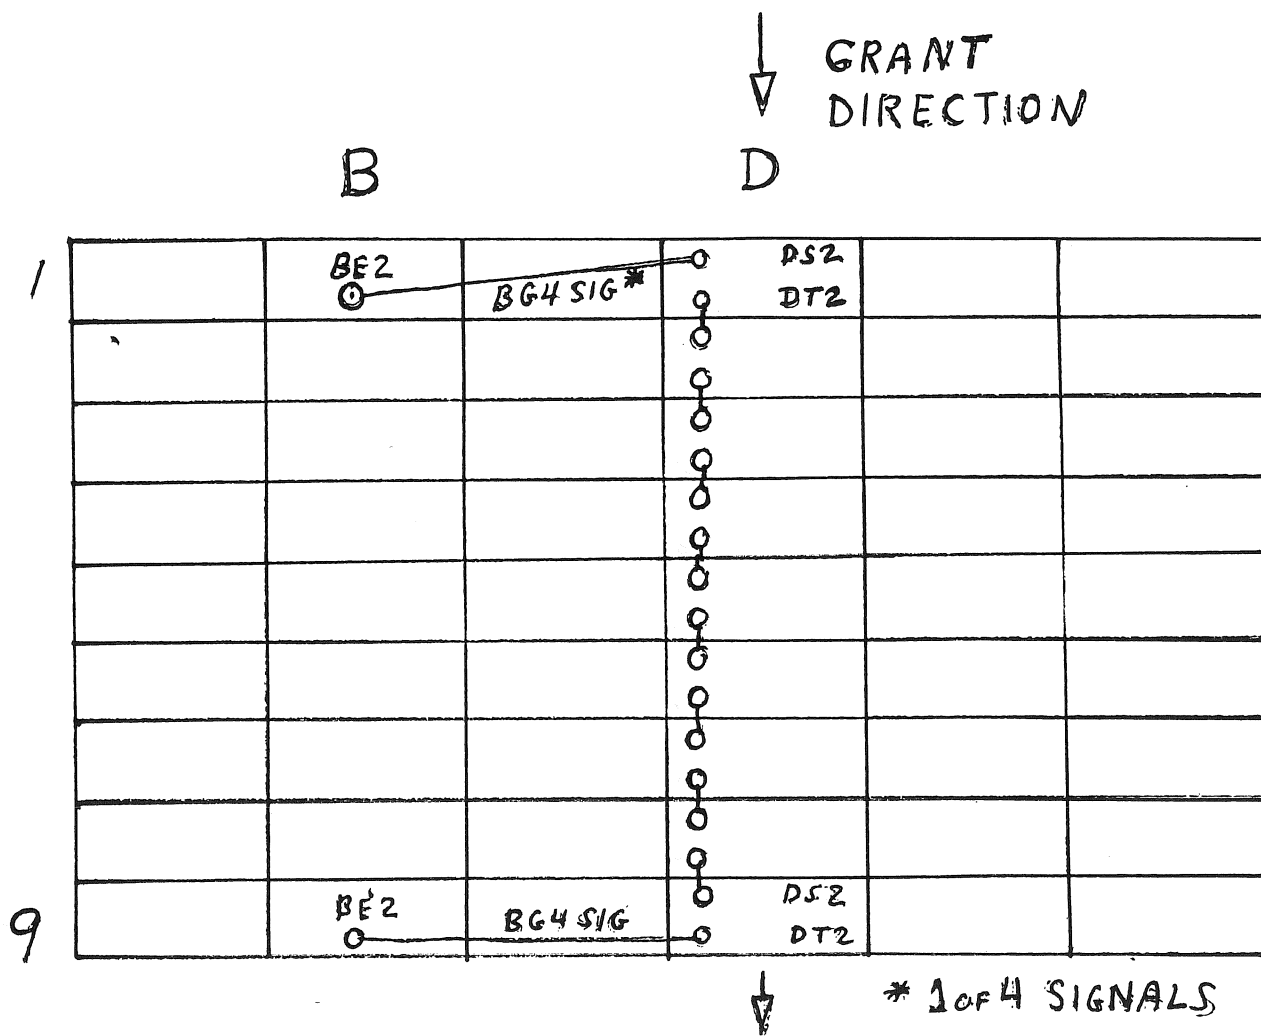 GRANT
DIRECTION
B D
1 BE2 DS2
BG4 SIG* DT2
9 BE2 BG4 SIG DS2
DT2
* 1 OF 4 SIGNALS